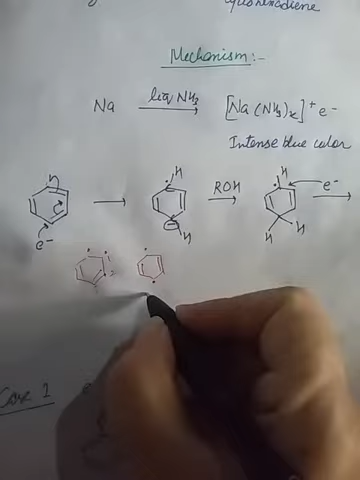 cyclohexadiene
Mechanism:-
Na liq NH3 [Na (NH3)x]+ e-
Intense blue color
H H ROH H e-
e- H H H
Case 1